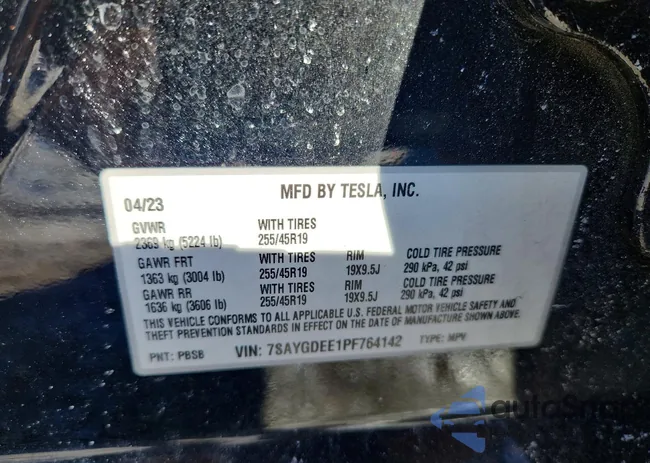 MFD BY TESLA, INC.
04/23
GVWR WITH TIRES
2369 kg (5224 lb) 255/45R19
GAWR FRT WITH TIRES RIM COLD TIRE PRESSURE
1363 kg (3004 lb) 255/45R19 19X9.5J 290 kPa, 42 psi
GAWR RR WITH TIRES RIM COLD TIRE PRESSURE
1636 kg (3606 lb) 255/45R19 19X9.5J 290 kPa, 42 psi
THIS VEHICLE CONFORMS TO ALL APPLICABLE U.S. FEDERAL MOTOR VEHICLE SAFETY AND
THEFT PREVENTION STANDARDS IN EFFECT ON THE DATE OF MANUFACTURE SHOWN ABOVE.
PNT: PBSB VIN: 7SAYGDEE1PF764142 TYPE: MPV